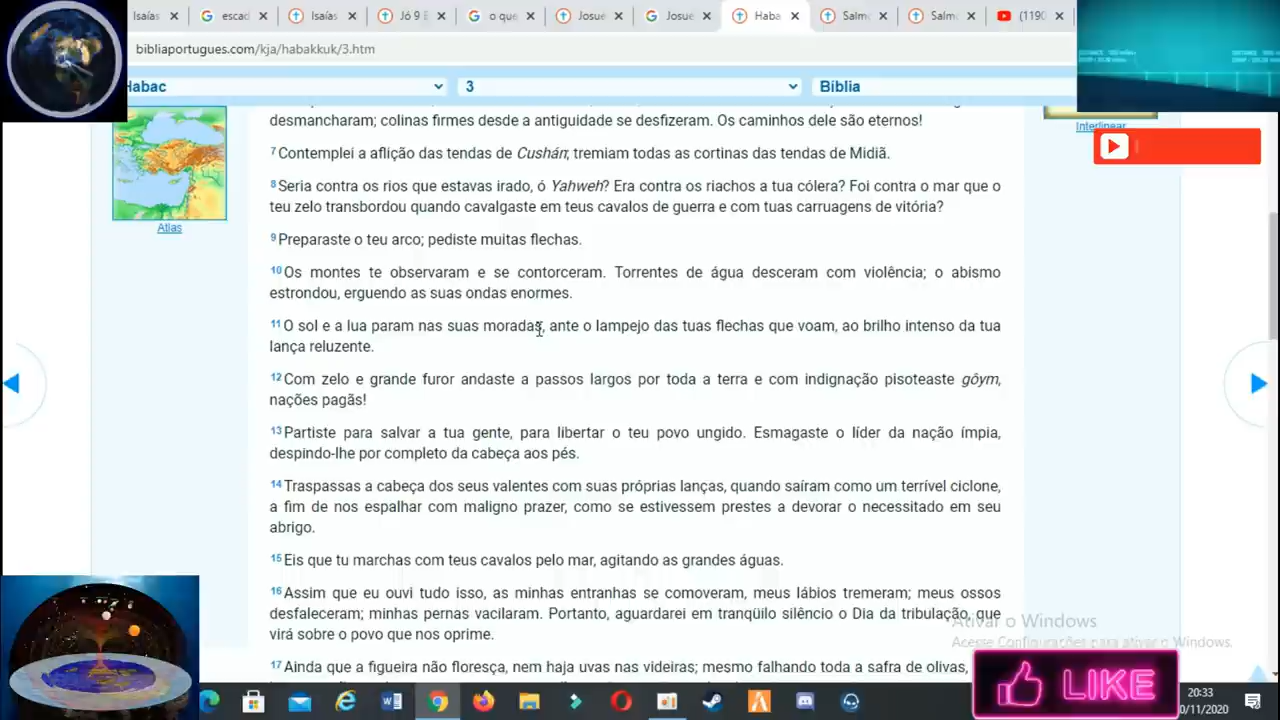 Isaías
escad
Isaías
Jó 9
o que
Josue
Josue
Haba
Salm
Salm
(1190
bibliaportugues.com/kja/habakkuk/3.htm
Habac
3
Bíblia
desmancharam; colinas firmes desde a antiguidade se desfizeram. Os caminhos dele são eternos!
Interlinear
7 Contemplei a aflição das tendas de Cushán; tremiam todas as cortinas das tendas de Midiã.
8 Seria contra os rios que estavas irado, ó Yahweh? Era contra os riachos a tua cólera? Foi contra o mar que o
teu zelo transbordou quando cavalgaste em teus cavalos de guerra e com tuas carruagens de vitória?
Atlas
9 Preparaste o teu arco; pediste muitas flechas.
10 Os montes te observaram e se contorceram. Torrentes de água desceram com violência; o abismo
estrondou, erguendo as suas ondas enormes.
11 O sol e a lua param nas suas moradas, ante o lampejo das tuas flechas que voam, ao brilho intenso da tua
lança reluzente.
12 Com zelo e grande furor andaste a passos largos por toda a terra e com indignação pisoteaste gôym,
nações pagãs!
13 Partiste para salvar a tua gente, para libertar o teu povo ungido. Esmagaste o líder da nação ímpia,
despindo-lhe por completo da cabeça aos pés.
14 Traspassas a cabeça dos seus valentes com suas próprias lanças, quando saíram como um terrível ciclone,
a fim de nos espalhar com maligno prazer, como se estivessem prestes a devorar o necessitado em seu
abrigo.
15 Eis que tu marchas com teus cavalos pelo mar, agitando as grandes águas.
16 Assim que eu ouvi tudo isso, as minhas entranhas se comoveram, meus lábios tremeram; meus ossos
desfaleceram; minhas pernas vacilaram. Portanto, aguardarei em tranqüilo silêncio o Dia da tribulação, que
virá sobre o povo que nos oprime.
Ativar o Windows
Acesse Configurações para ativar o Windows.
17 Ainda que a figueira não floresça, nem haja uvas nas videiras; mesmo falhando toda a safra de olivas,
LIKE
20:33
0/11/2020